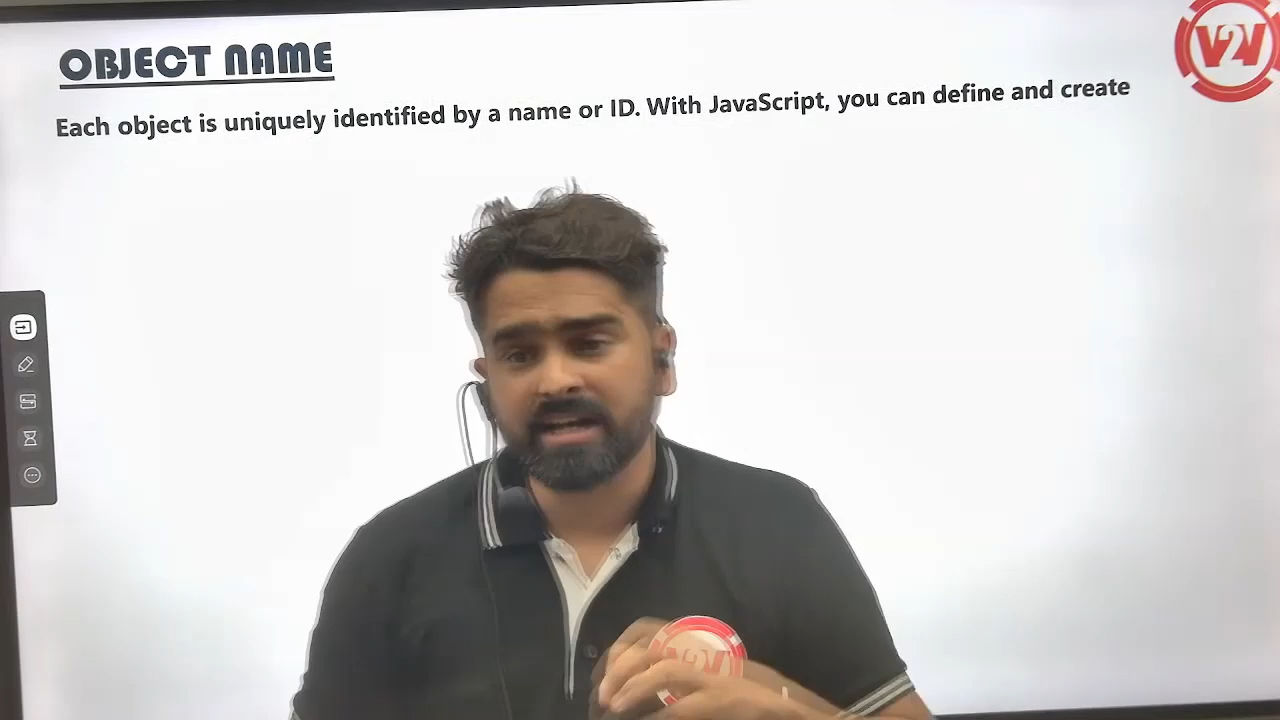 OBJECT NAME
V2V
Each object is uniquely identified by a name or ID. With JavaScript, you can define and create
V2V